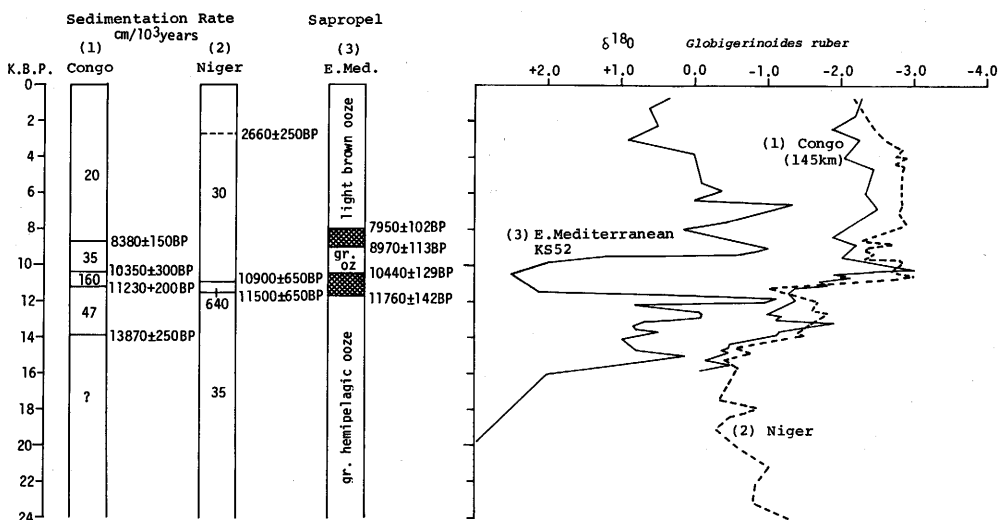 Sedimentation Rate
cm/10³years
Sapropel
(1) (2) (3)
K.B.P. Congo Niger E.Med.
δ¹⁸O Globigerinoides ruber
+2.0 +1.0 0.0 -1.0 -2.0 -3.0 -4.0
0
2
4
6
8
10
12
14
16
18
20
22
24
20
8380±150BP
35
10350±300BP
160
11230+200BP
47
13870±250BP
?
2660±250BP
30
10900±650BP
11500±650BP
640
35
light brown ooze
7950±102BP
8970±113BP
gr.
oz
10440±129BP
11760±142BP
gr. hemipelagic ooze
(1) Congo
(145km)
(3) E.Mediterranean
KS52
(2) Niger